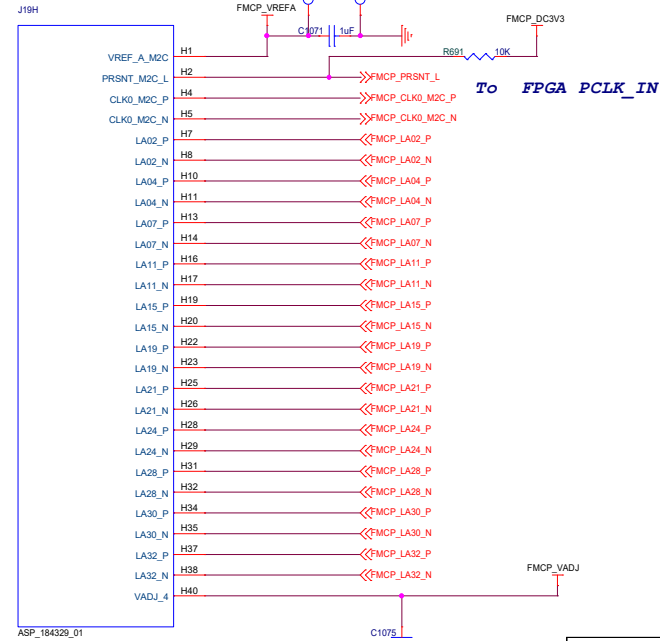 J19H
FMCP_VREFA
FMCP_DC3V3
C1071 1uF
R691 10K
To FPGA PCLK_IN
VREF_A_M2C H1
PRSNT_M2C_L H2 FMCP_PRSNT_L
CLK0_M2C_P H4 FMCP_CLK0_M2C_P
CLK0_M2C_N H5 FMCP_CLK0_M2C_N
LA02_P H7 FMCP_LA02_P
LA02_N H8 FMCP_LA02_N
LA04_P H10 FMCP_LA04_P
LA04_N H11 FMCP_LA04_N
LA07_P H13 FMCP_LA07_P
LA07_N H14 FMCP_LA07_N
LA11_P H16 FMCP_LA11_P
LA11_N H17 FMCP_LA11_N
LA15_P H19 FMCP_LA15_P
LA15_N H20 FMCP_LA15_N
LA19_P H22 FMCP_LA19_P
LA19_N H23 FMCP_LA19_N
LA21_P H25 FMCP_LA21_P
LA21_N H26 FMCP_LA21_N
LA24_P H28 FMCP_LA24_P
LA24_N H29 FMCP_LA24_N
LA28_P H31 FMCP_LA28_P
LA28_N H32 FMCP_LA28_N
LA30_P H34 FMCP_LA30_P
LA30_N H35 FMCP_LA30_N
LA32_P H37 FMCP_LA32_P
LA32_N H38 FMCP_LA32_N
VADJ_4 H40
FMCP_VADJ
ASP_184329_01
C1075